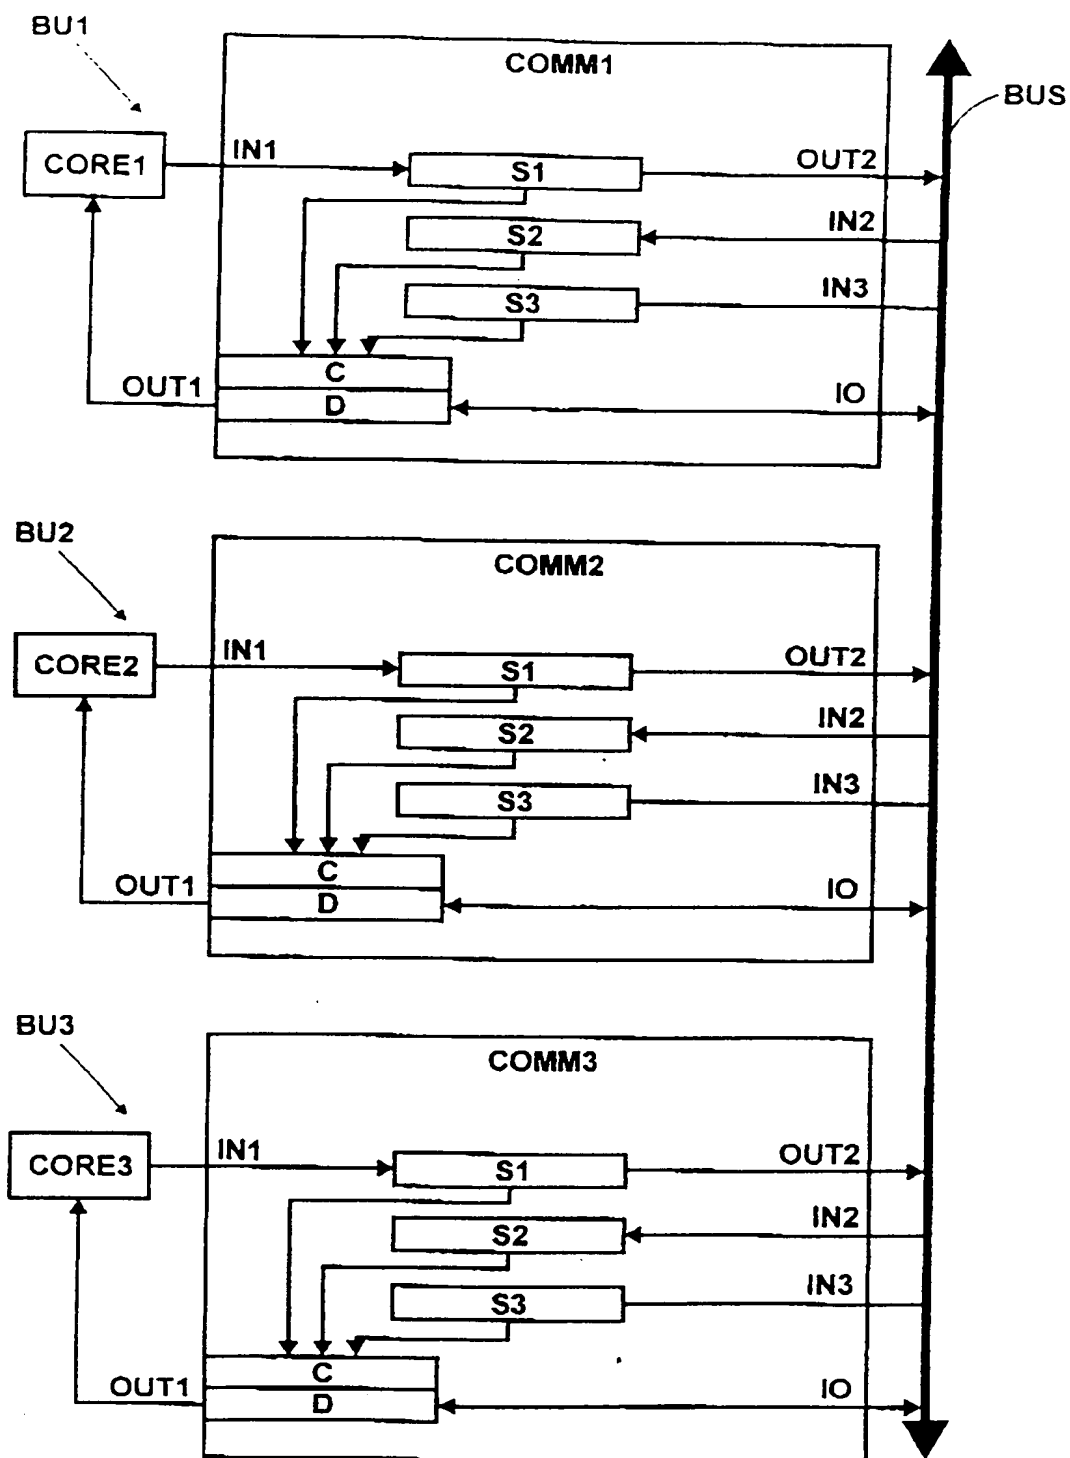 BU1
COMM1
BUS
CORE1
IN1
S1
OUT2
S2
IN2
S3
IN3
C
OUT1
D
IO
BU2
COMM2
CORE2
IN1
S1
OUT2
S2
IN2
S3
IN3
C
OUT1
D
IO
BU3
COMM3
CORE3
IN1
S1
OUT2
S2
IN2
S3
IN3
C
OUT1
D
IO